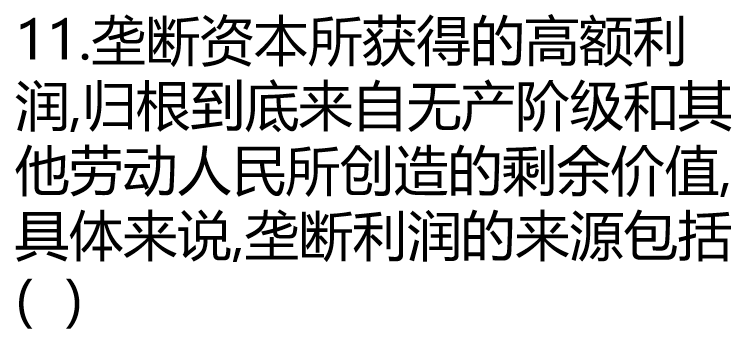 11.垄断资本所获得的高额利
润,归根到底来自无产阶级和其
他劳动人民所创造的剩余价值,
具体来说,垄断利润的来源包括
( )